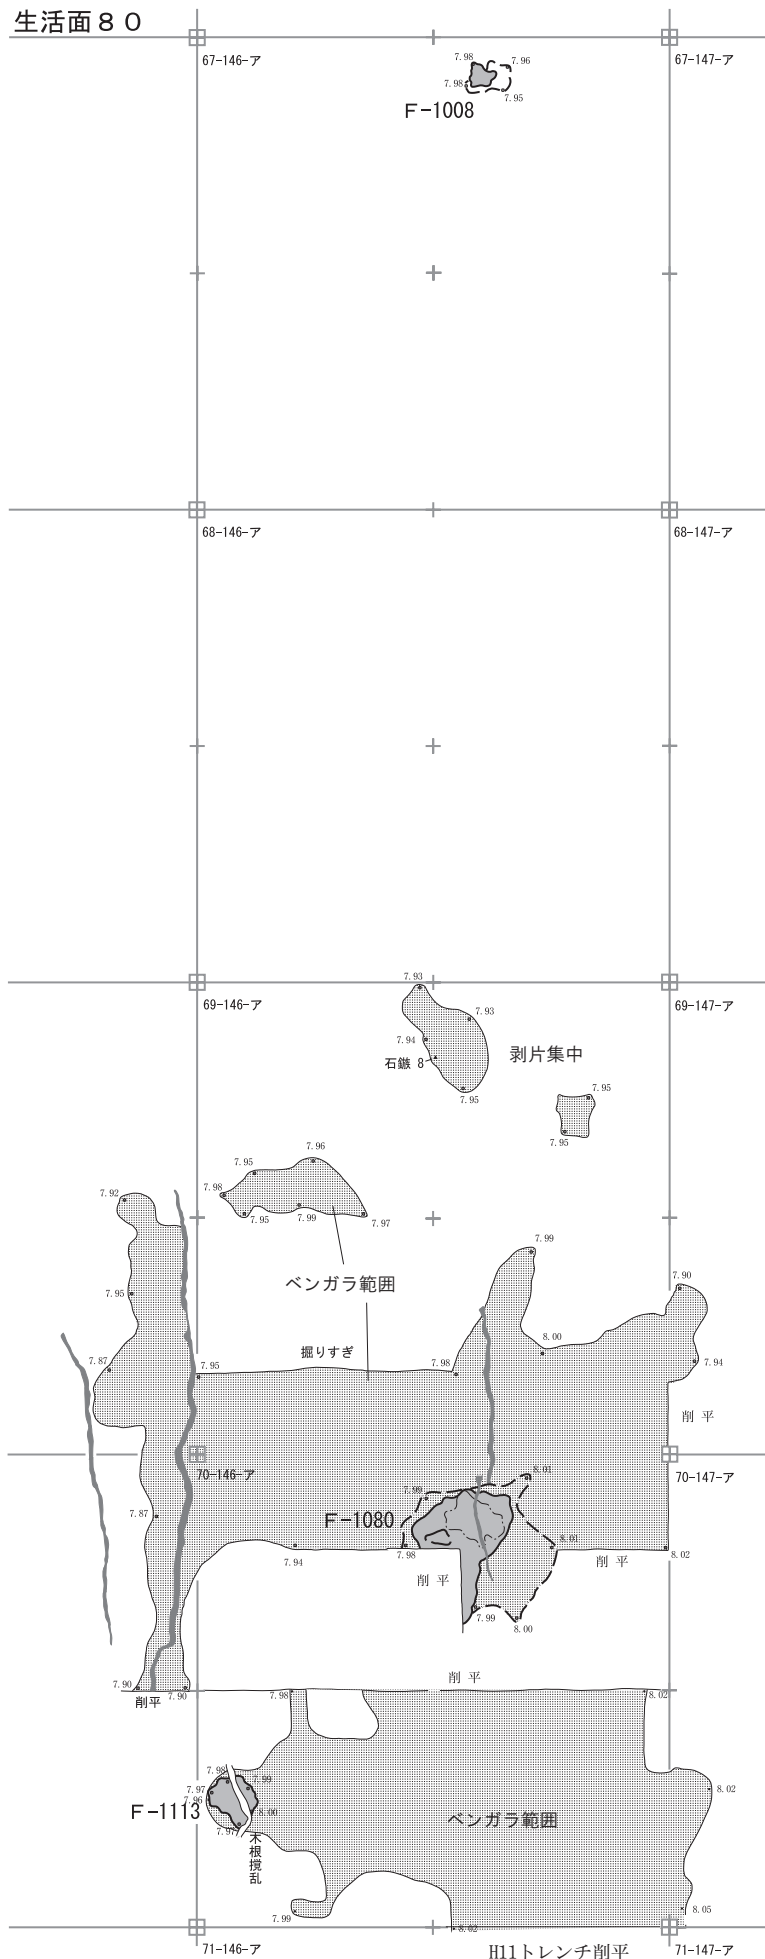 生活面８０
67-146-ア
67-147-ア
7.98
7.96
7.98
7.95
F-1008
68-146-ア
68-147-ア
7.93
69-146-ア
69-147-ア
7.93
7.94
石鏃 8
剥片集中
7.95
7.95
7.95
7.96
7.95
7.98
7.92
7.95
7.99
7.97
7.99
ベンガラ範囲
7.90
7.95
8.00
掘りすぎ
7.87
7.95
7.98
7.94
削 平
70-146-ア
70-147-ア
8.01
7.99
7.87
F-1080
8.01
7.94
7.98
削 平
8.02
削 平
7.99
8.00
削 平
7.90
7.90
7.98
8.02
削平
7.98
7.99
7.97
7.96
8.02
F-1113
8.00
ベンガラ範囲
7.97
木根撹乱
7.99
8.05
8.02
71-146-ア
H11トレンチ削平
71-147-ア